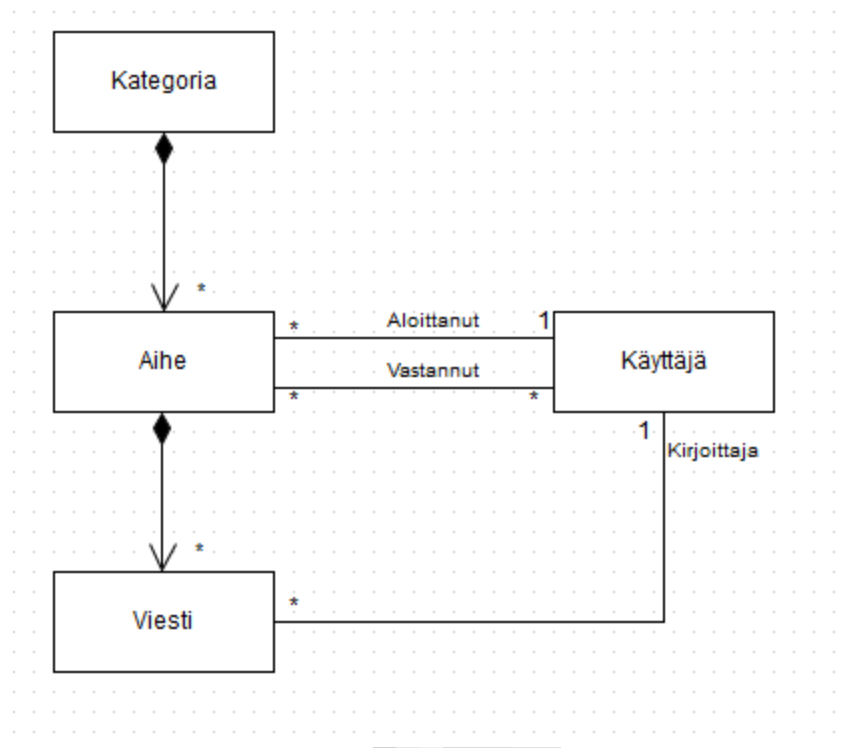 Kategoria
*
* Aloittanut 1
Aihe
Käyttäjä
Vastannut
* *
1
Kirjoittaja
*
*
Viesti